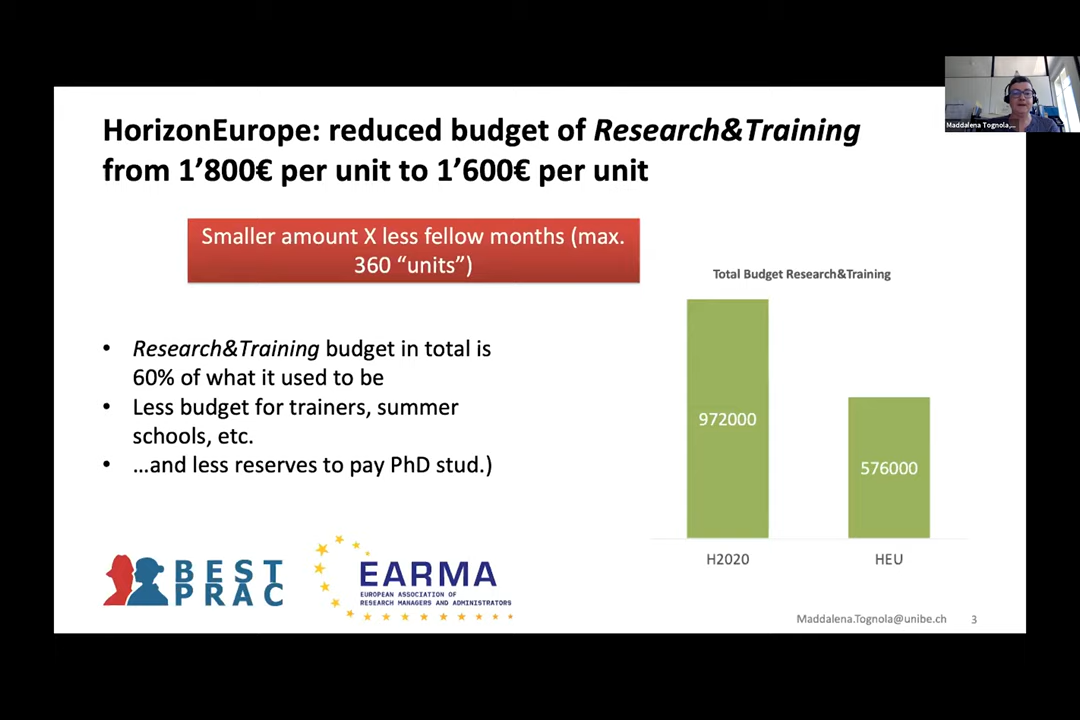 HorizonEurope: reduced budget of Research&Training
from 1’800€ per unit to 1’600€ per unit
Smaller amount X less fellow months (max.
360 “units”)
• Research&Training budget in total is
60% of what it used to be
• Less budget for trainers, summer
schools, etc.
• …and less reserves to pay PhD stud.)
Total Budget Research&Training
972000
576000
H2020
HEU
BEST
PRAC
EARMA
EUROPEAN ASSOCIATION OF
RESEARCH MANAGERS AND ADMINISTRATORS
Maddalena.Tognola@unibe.ch
3
Maddalena Tognola,...